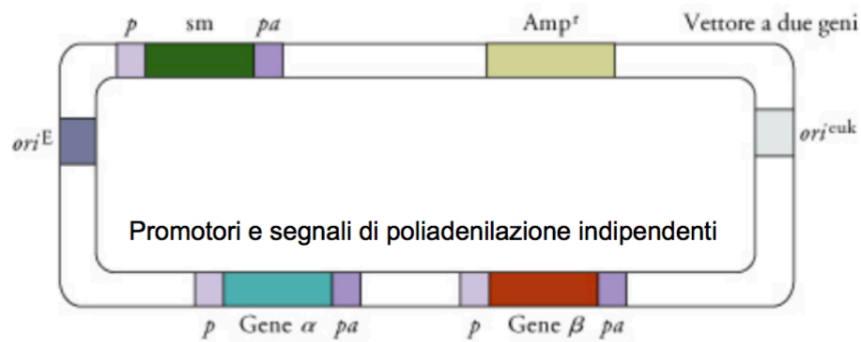 p sm pa Ampʳ Vettore a due geni
oriᴱ oriᵉᵘᵏ
Promotori e segnali di poliadenilazione indipendenti
p Gene α pa p Gene β pa